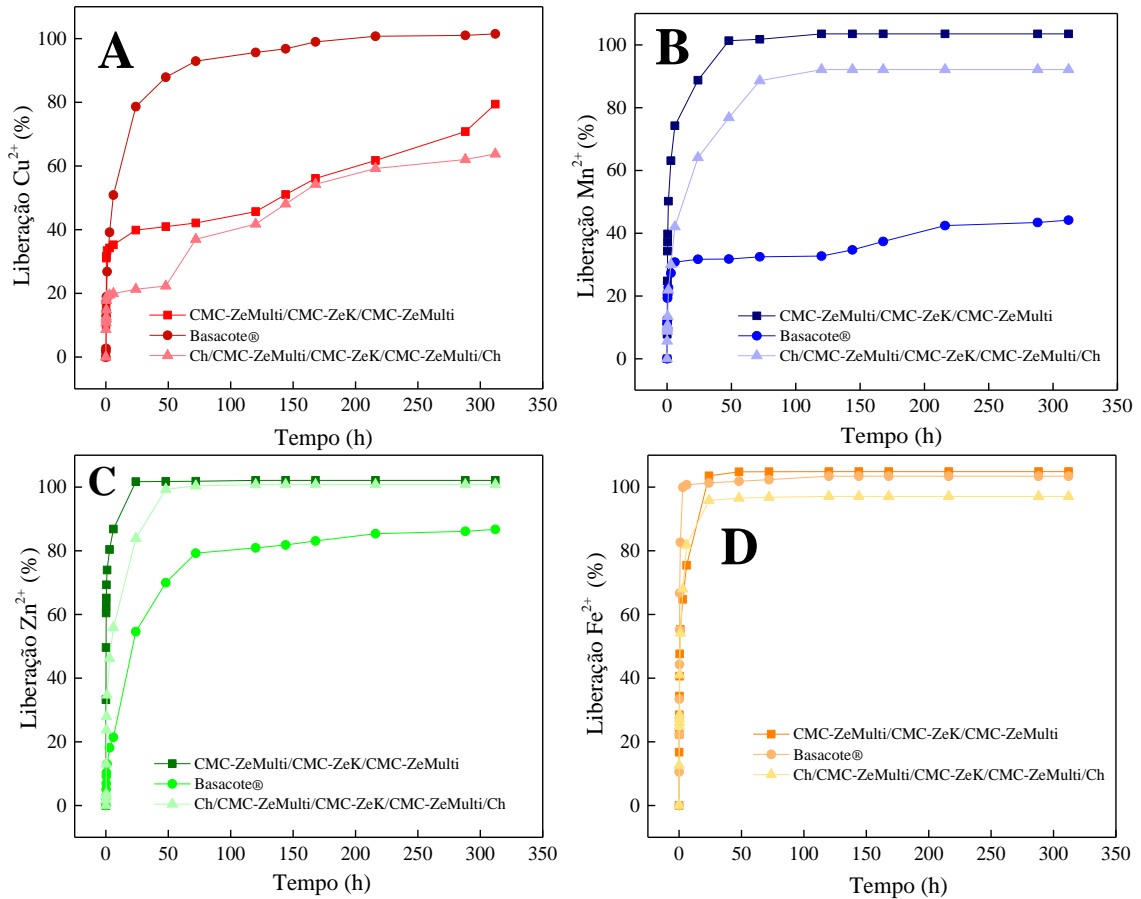 A
Liberação Cu2+ (%)
100
80
60
40
20
0
CMC-ZeMulti/CMC-ZeK/CMC-ZeMulti
Basacote®
Ch/CMC-ZeMulti/CMC-ZeK/CMC-ZeMulti/Ch
0 50 100 150 200 250 300 350
Tempo (h)
B
Liberação Mn2+ (%)
100
80
60
40
20
0
CMC-ZeMulti/CMC-ZeK/CMC-ZeMulti
Basacote®
Ch/CMC-ZeMulti/CMC-ZeK/CMC-ZeMulti/Ch
0 50 100 150 200 250 300 350
Tempo (h)
C
Liberação Zn2+ (%)
100
80
60
40
20
0
CMC-ZeMulti/CMC-ZeK/CMC-ZeMulti
Basacote®
Ch/CMC-ZeMulti/CMC-ZeK/CMC-ZeMulti/Ch
0 50 100 150 200 250 300 350
Tempo (h)
D
Liberação Fe2+ (%)
100
80
60
40
20
0
CMC-ZeMulti/CMC-ZeK/CMC-ZeMulti
Basacote®
Ch/CMC-ZeMulti/CMC-ZeK/CMC-ZeMulti/Ch
0 50 100 150 200 250 300 350
Tempo (h)